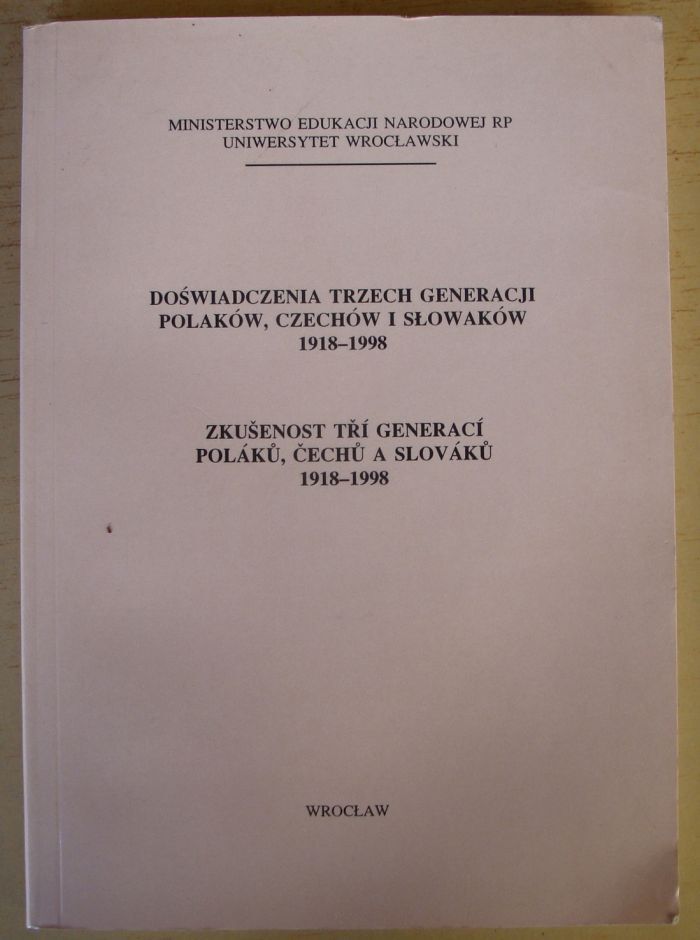 MINISTERSTWO EDUKACJI NARODOWEJ RP
UNIWERSYTET WROCŁAWSKI
DOŚWIADCZENIA TRZECH GENERACJI
POLAKÓW, CZECHÓW I SŁOWAKÓW
1918–1998
ZKUŠENOST TŘÍ GENERACÍ
POLÁKŮ, ČECHŮ A SLOVÁKŮ
1918–1998
WROCŁAW